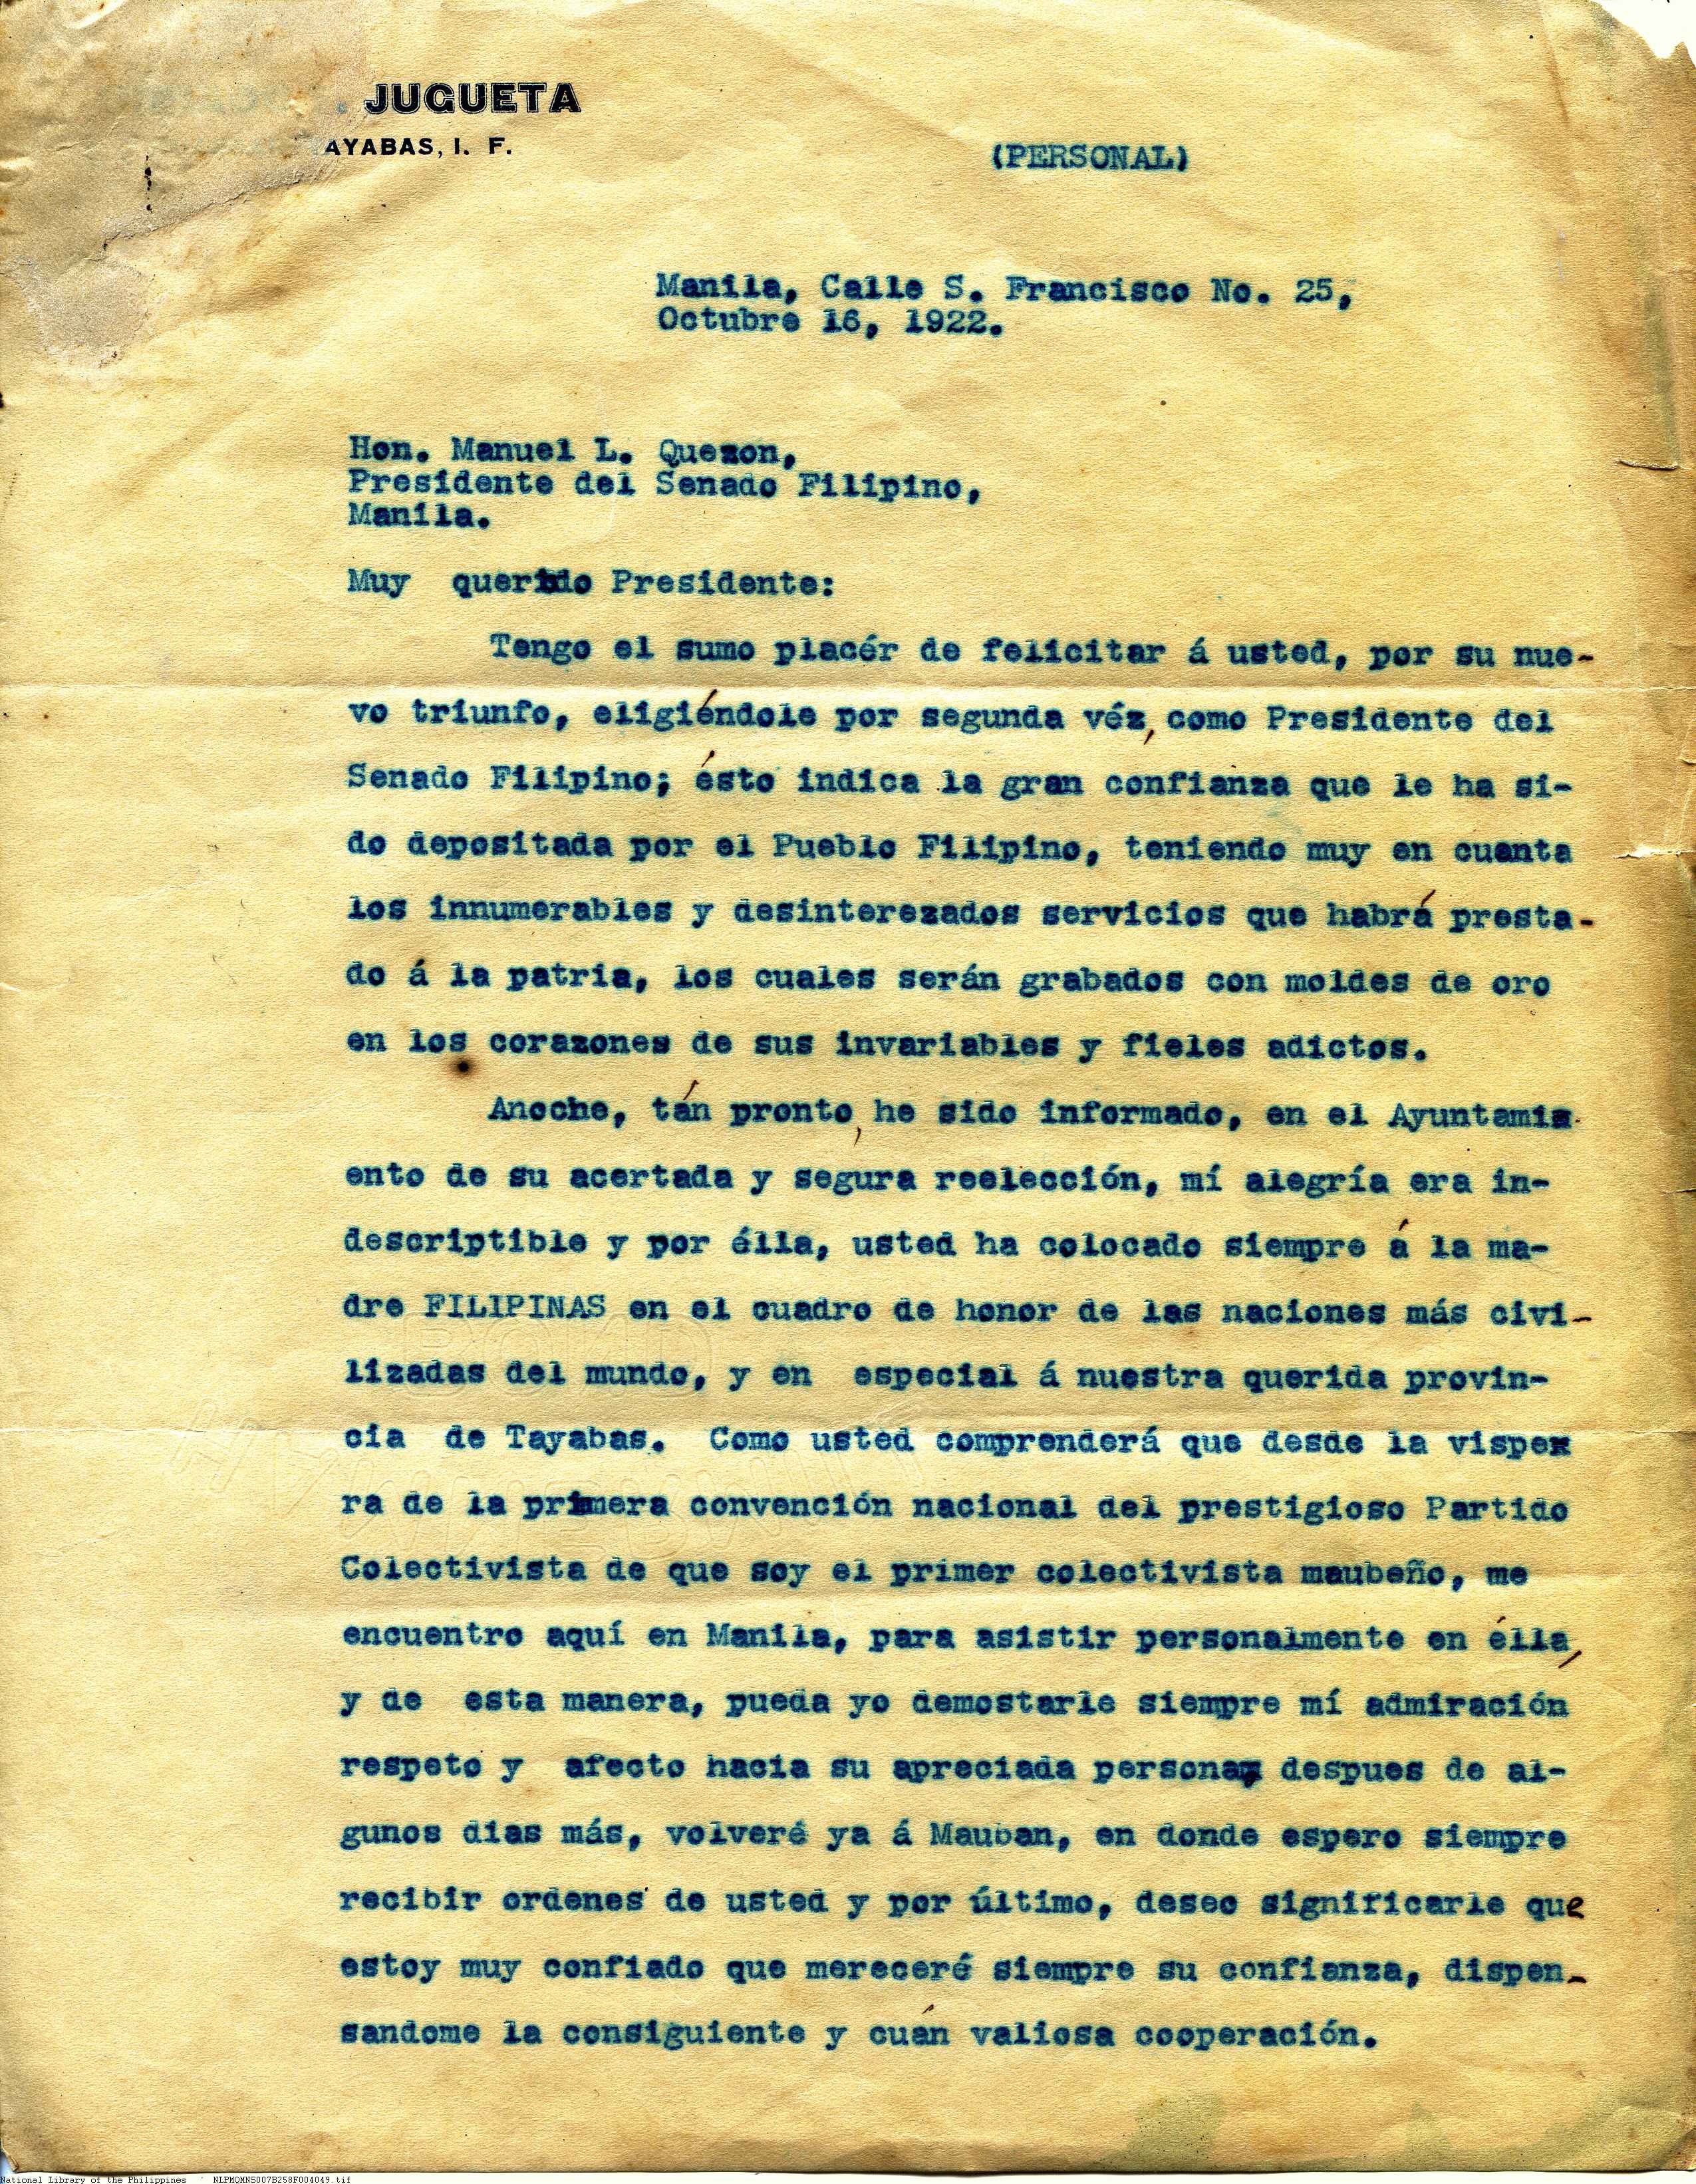 JUGUETA
AYABAS, I. F.
(PERSONAL)
Manila, Calle S. Francisco No. 25,
Octubre 16, 1922.
Hon. Manuel L. Quezon,
Presidente del Senado Filipino,
Manila.
Muy querido Presidente:
Tengo el sumo placér de felicitar á usted, por su nue-
vo triunfo, eligiéndole por segunda véz, como Presidente del
Senado Filipino; ésto indica la gran confianza que le ha si-
do depositada por el Pueblo Filipino, teniendo muy en cuanta
los innumerables y desinterezados servicios que habrá presta-
do á la patria, los cuales serán grabados con moldes de oro
en los corazones de sus invariables y fieles adictos.
Anoche, tán pronto, he sido informado, en el Ayuntami
ento de su acertada y segura reelección, mí alegría era in-
descriptible y por élla, usted ha colocado siempre á la ma-
dre FILIPINAS en el cuadro de honor de las naciones más civi-
lizadas del mundo, y en especial á nuestra querida provin-
cia de Tayabas. Como usted comprenderá que desde la vispe
ra de la primera convención nacional del prestigioso Partido
Colectivista de que soy el primer colectivista maubeño, me
encuentro aquí en Manila, para asistir personalmente en élla,
y de esta manera, pueda yo demostarle siempre mí admiración
respeto y afecto hacia su apreciada persona, despues de al-
gunos dias más, volveré ya á Mauban, en donde espero siempre
recibir ordenes de usted y por último, deseo significarle que
estoy muy confiado que mereceré siempre su confianza, dispen-
sandome la consiguiente y cuán valiosa cooperación.
BOND
National Library of the Philippines NLPMQMNS007B258F004049.tif